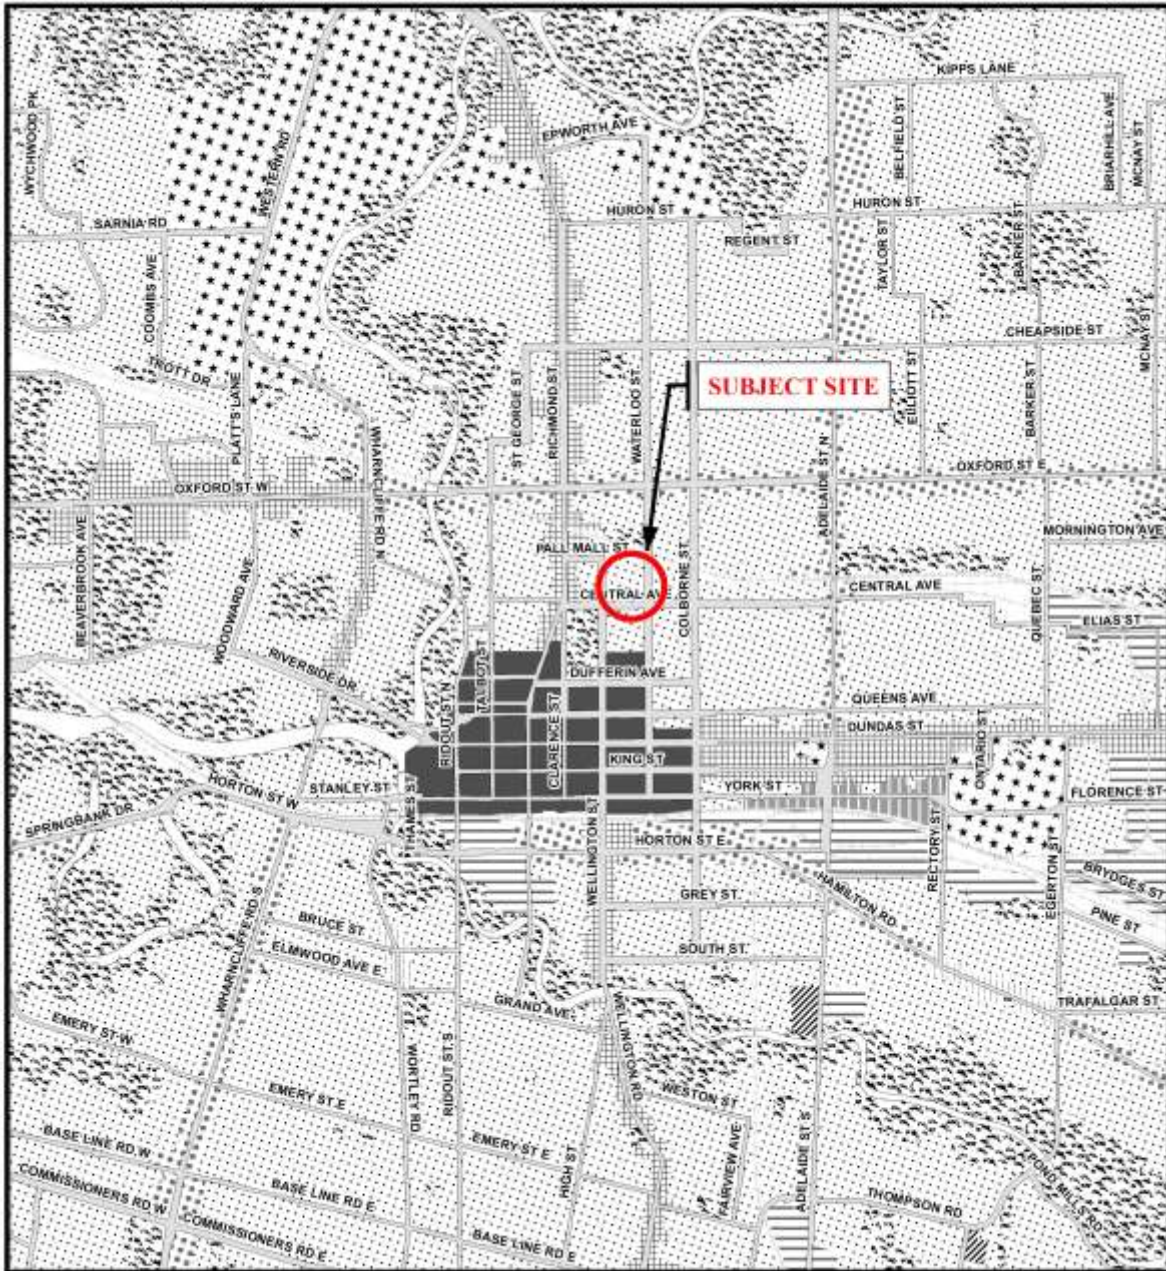 KIPPS LANE
WYCHWOOD PK
WESTERN RD
EPWORTH AVE
BELFIELD ST
BRIARHILL AVE
MCNAY ST
SARNIA RD
HURON ST
HURON ST
REGENT ST
TAYLOR ST
BARKER ST
COOMBS AVE
CHEAPSIDE ST
MCNAY ST
TROTT DR
PLATT'S LANE
ST GEORGE ST
RICHMOND ST
WATERLOO ST
SUBJECT SITE
ELLIOTT ST
BARKER ST
WHARNCLIFFE RD N
ADELAIDE ST N
OXFORD ST E
OXFORD ST W
BEAVERBROOK AVE
PALL MALL ST
COLBORNE ST
MORNINGTON AVE
WOODWARD AVE
CENTRAL AVE
CENTRAL AVE
QUEBEC ST
ELIAS ST
RIVERSIDE DR
TALBOT ST
RIDOUT ST N
DUFFERIN AVE
CLARENCE ST
QUEENS AVE
DUNDAS ST
ONTARIO ST
KING ST
HORTON ST W
STANLEY ST
THAMES ST
YORK ST
FLORENCE ST
SPRINGBANK DR
WELLINGTON ST
HORTON ST E
RECTORY ST
EGERTON ST
HAMILTON RD
BRYDGES ST
GREY ST
PINE ST
WHARNCLIFFE RD S
BRUCE ST
ELMWOOD AVE E
SOUTH ST
GRAND AVE
TRAFALGAR ST
EMERY ST W
WORTLEY RD
RIDOUT ST S
WELLINGTON RD
WESTON ST
EMERY ST E
FAIRVIEW AVE
ADELAIDE ST S
BASE LINE RD W
EMERY ST E
HIGH ST
POND MILLS RD
COMMISSIONERS RD W
BASE LINE RD E
THOMPSON RD
COMMISSIONERS RD E
BASE LINE RD E